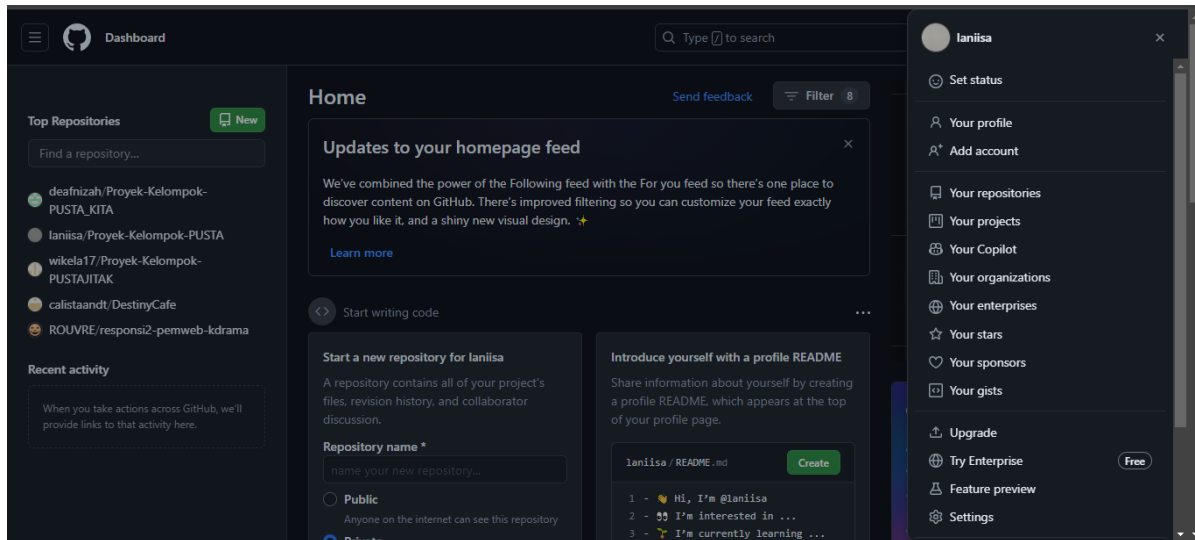 Dashboard
Type / to search
Top Repositories
New
Find a repository...
deafnizah/Proyek-Kelompok-
PUSTA_KITA
laniisa/Proyek-Kelompok-PUSTA
wikela17/Proyek-Kelompok-
PUSTAJITAK
calistaandt/DestinyCafe
ROUVRE/responsi2-pemweb-kdrama
Recent activity
When you take actions across GitHub, we'll
provide links to that activity here.
Home
Send feedback
Filter 8
Updates to your homepage feed
We've combined the power of the Following feed with the For you feed so there's one place to
discover content on GitHub. There's improved filtering so you can customize your feed exactly
how you like it, and a shiny new visual design. ✨
Learn more
Start writing code
Start a new repository for laniisa
A repository contains all of your project's
files, revision history, and collaborator
discussion.
Repository name *
name your new repository...
Public
Anyone on the internet can see this repository
Private
Introduce yourself with a profile README
Share information about yourself by creating
a profile README, which appears at the top
of your profile page.
laniisa / README.md
Create
1 - 👋 Hi, I'm @laniisa
2 - 👀 I'm interested in ...
3 - 🌱 I'm currently learning ...
laniisa
Set status
Your profile
Add account
Your repositories
Your projects
Your Copilot
Your organizations
Your enterprises
Your stars
Your sponsors
Your gists
Upgrade
Try Enterprise Free
Feature preview
Settings